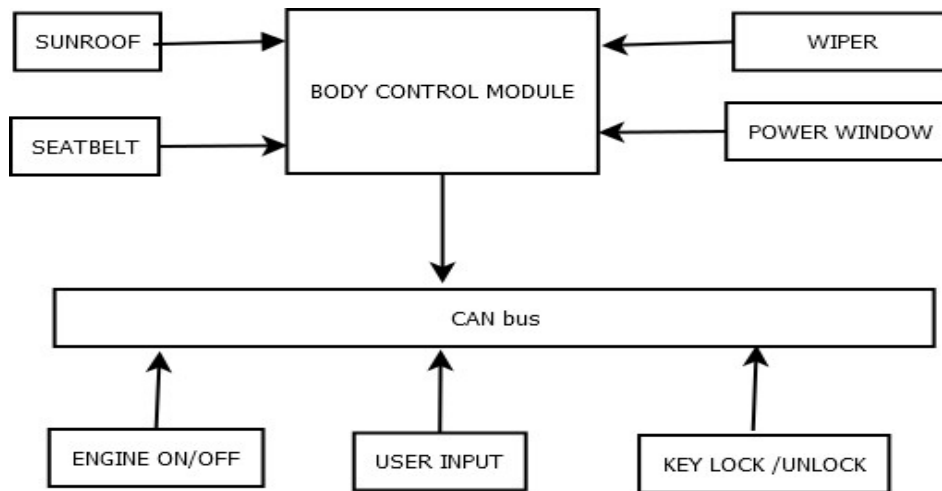 SUNROOF
WIPER
BODY CONTROL MODULE
SEATBELT
POWER WINDOW
CAN bus
ENGINE ON/OFF
USER INPUT
KEY LOCK /UNLOCK